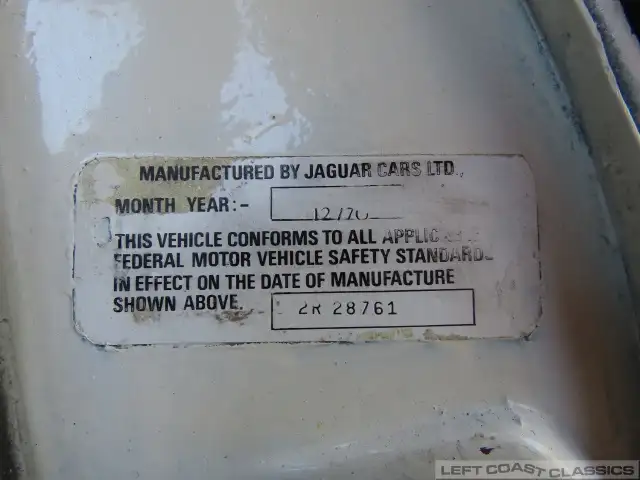 MANUFACTURED BY JAGUAR CARS LTD.,
MONTH YEAR:- 12/70
THIS VEHICLE CONFORMS TO ALL
FEDERAL MOTOR VEHICLE SAFETY STANDARDS
IN EFFECT ON THE DATE OF MANUFACTURE
SHOWN ABOVE. 2R 28761
LEFT COAST CLASSICS